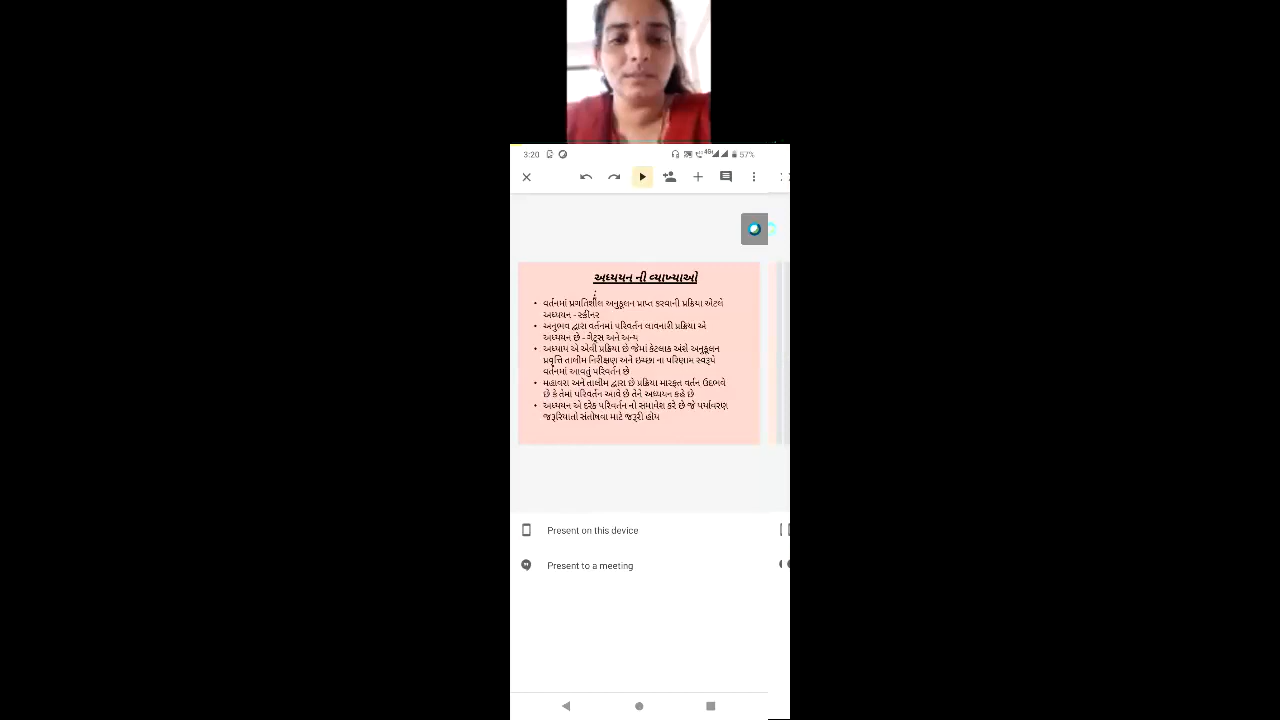 3:20
4G
57%
અધ્યયન ની વ્યાખ્યાઓ
:
• વર્તનમાં પ્રગતિશીલ અનુકૂલન પ્રાપ્ત કરવાની પ્રક્રિયા એટલે
અધ્યયન - સ્કીનર
• અનુભવ દ્વારા વર્તનમાં પરિવર્તન લાવનારી પ્રક્રિયા એ
અધ્યયન છે - ગેટ્સ અને અન્ય
• અધ્યાય એ એવી પ્રક્રિયા છે જેમાં કેટલાક અંશે અનુકૂલન
પ્રવૃત્તિ તાલીમ નિરીક્ષણ અને ઇચ્છા ના પરિણામ સ્વરૂપે
વર્તનમાં આવતું પરિવર્તન છે
• મહાવરા અને તાલીમ દ્વારા છે પ્રક્રિયા મારફત વર્તન ઉદભવે
છે કે તેમાં પરિવર્તન આવે છે તેને અધ્યયન કહે છે
• અધ્યયન એ દરેક પરિવર્તન નો સમાવેશ કરે છે જે પર્યાવરણ
જરૂરિયાતો સંતોષવા માટે જરૂરી હોય
Present on this device
Present to a meeting